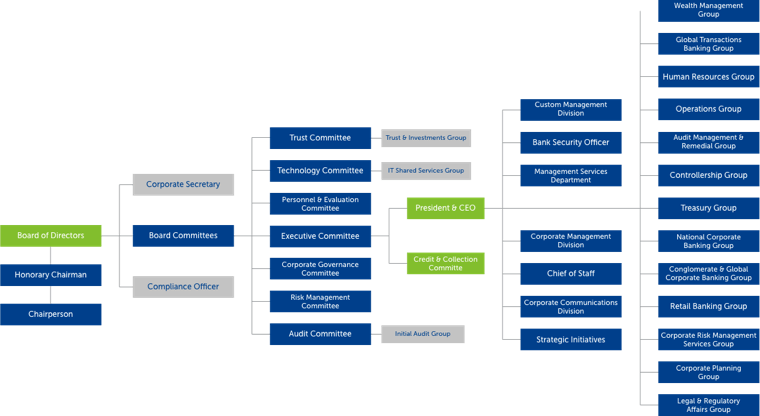 Board of Directors
Honorary Chairman
Chairperson
Corporate Secretary
Board Committees
Compliance Officer
Trust Committee
Technology Committee
Personnel & Evaluation
Committee
Executive Committee
Corporate Governance
Committee
Risk Management
Committee
Audit Committee
Trust & Investments Group
IT Shared Services Group
Initial Audit Group
President & CEO
Credit & Collection
Committe
Custom Management
Division
Bank Security Officer
Management Services
Department
Corporate Management
Division
Chief of Staff
Corporate Communications
Division
Strategic Initiatives
Wealth Management
Group
Global Transactions
Banking Group
Human Resources Group
Operations Group
Audit Management &
Remedial Group
Controllership Group
Treasury Group
National Corporate
Banking Group
Conglomerate & Global
Corporate Banking Group
Retail Banking Group
Corporate Risk Management
Services Group
Corporate Planning
Group
Legal & Regulatory
Affairs Group